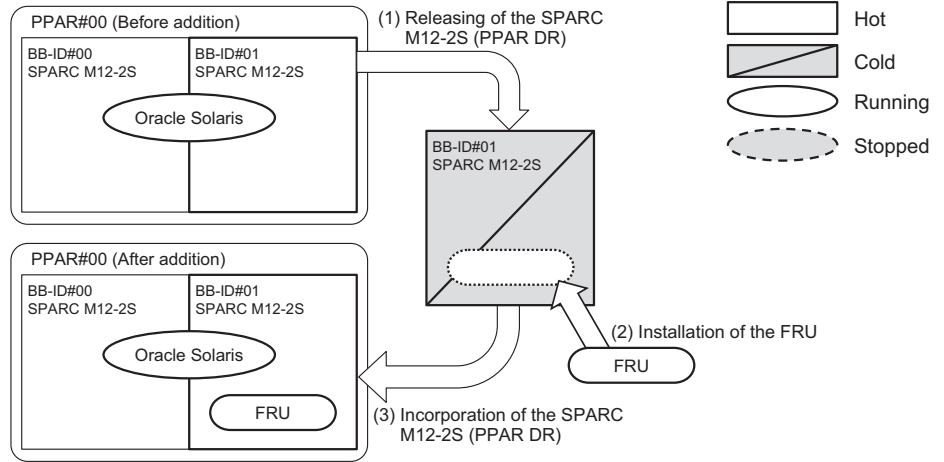 PPAR#00 (Before addition)
BB-ID#00
SPARC M12-2S
BB-ID#01
SPARC M12-2S
Oracle Solaris
(1) Releasing of the SPARC
M12-2S (PPAR DR)
Hot
Cold
Running
Stopped
BB-ID#01
SPARC M12-2S
(2) Installation of the FRU
FRU
PPAR#00 (After addition)
BB-ID#00
SPARC M12-2S
BB-ID#01
SPARC M12-2S
Oracle Solaris
FRU
(3) Incorporation of the SPARC
M12-2S (PPAR DR)